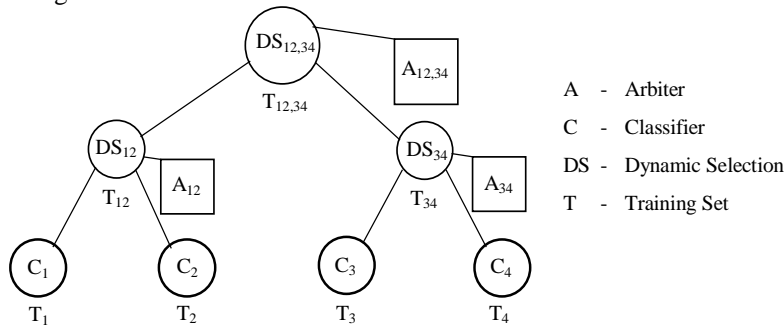 DS12,34
A12,34
T12,34
A - Arbiter
C - Classifier
DS - Dynamic Selection
T - Training Set
DS12
A12
T12
DS34
A34
T34
C1
C2
C3
C4
T1
T2
T3
T4